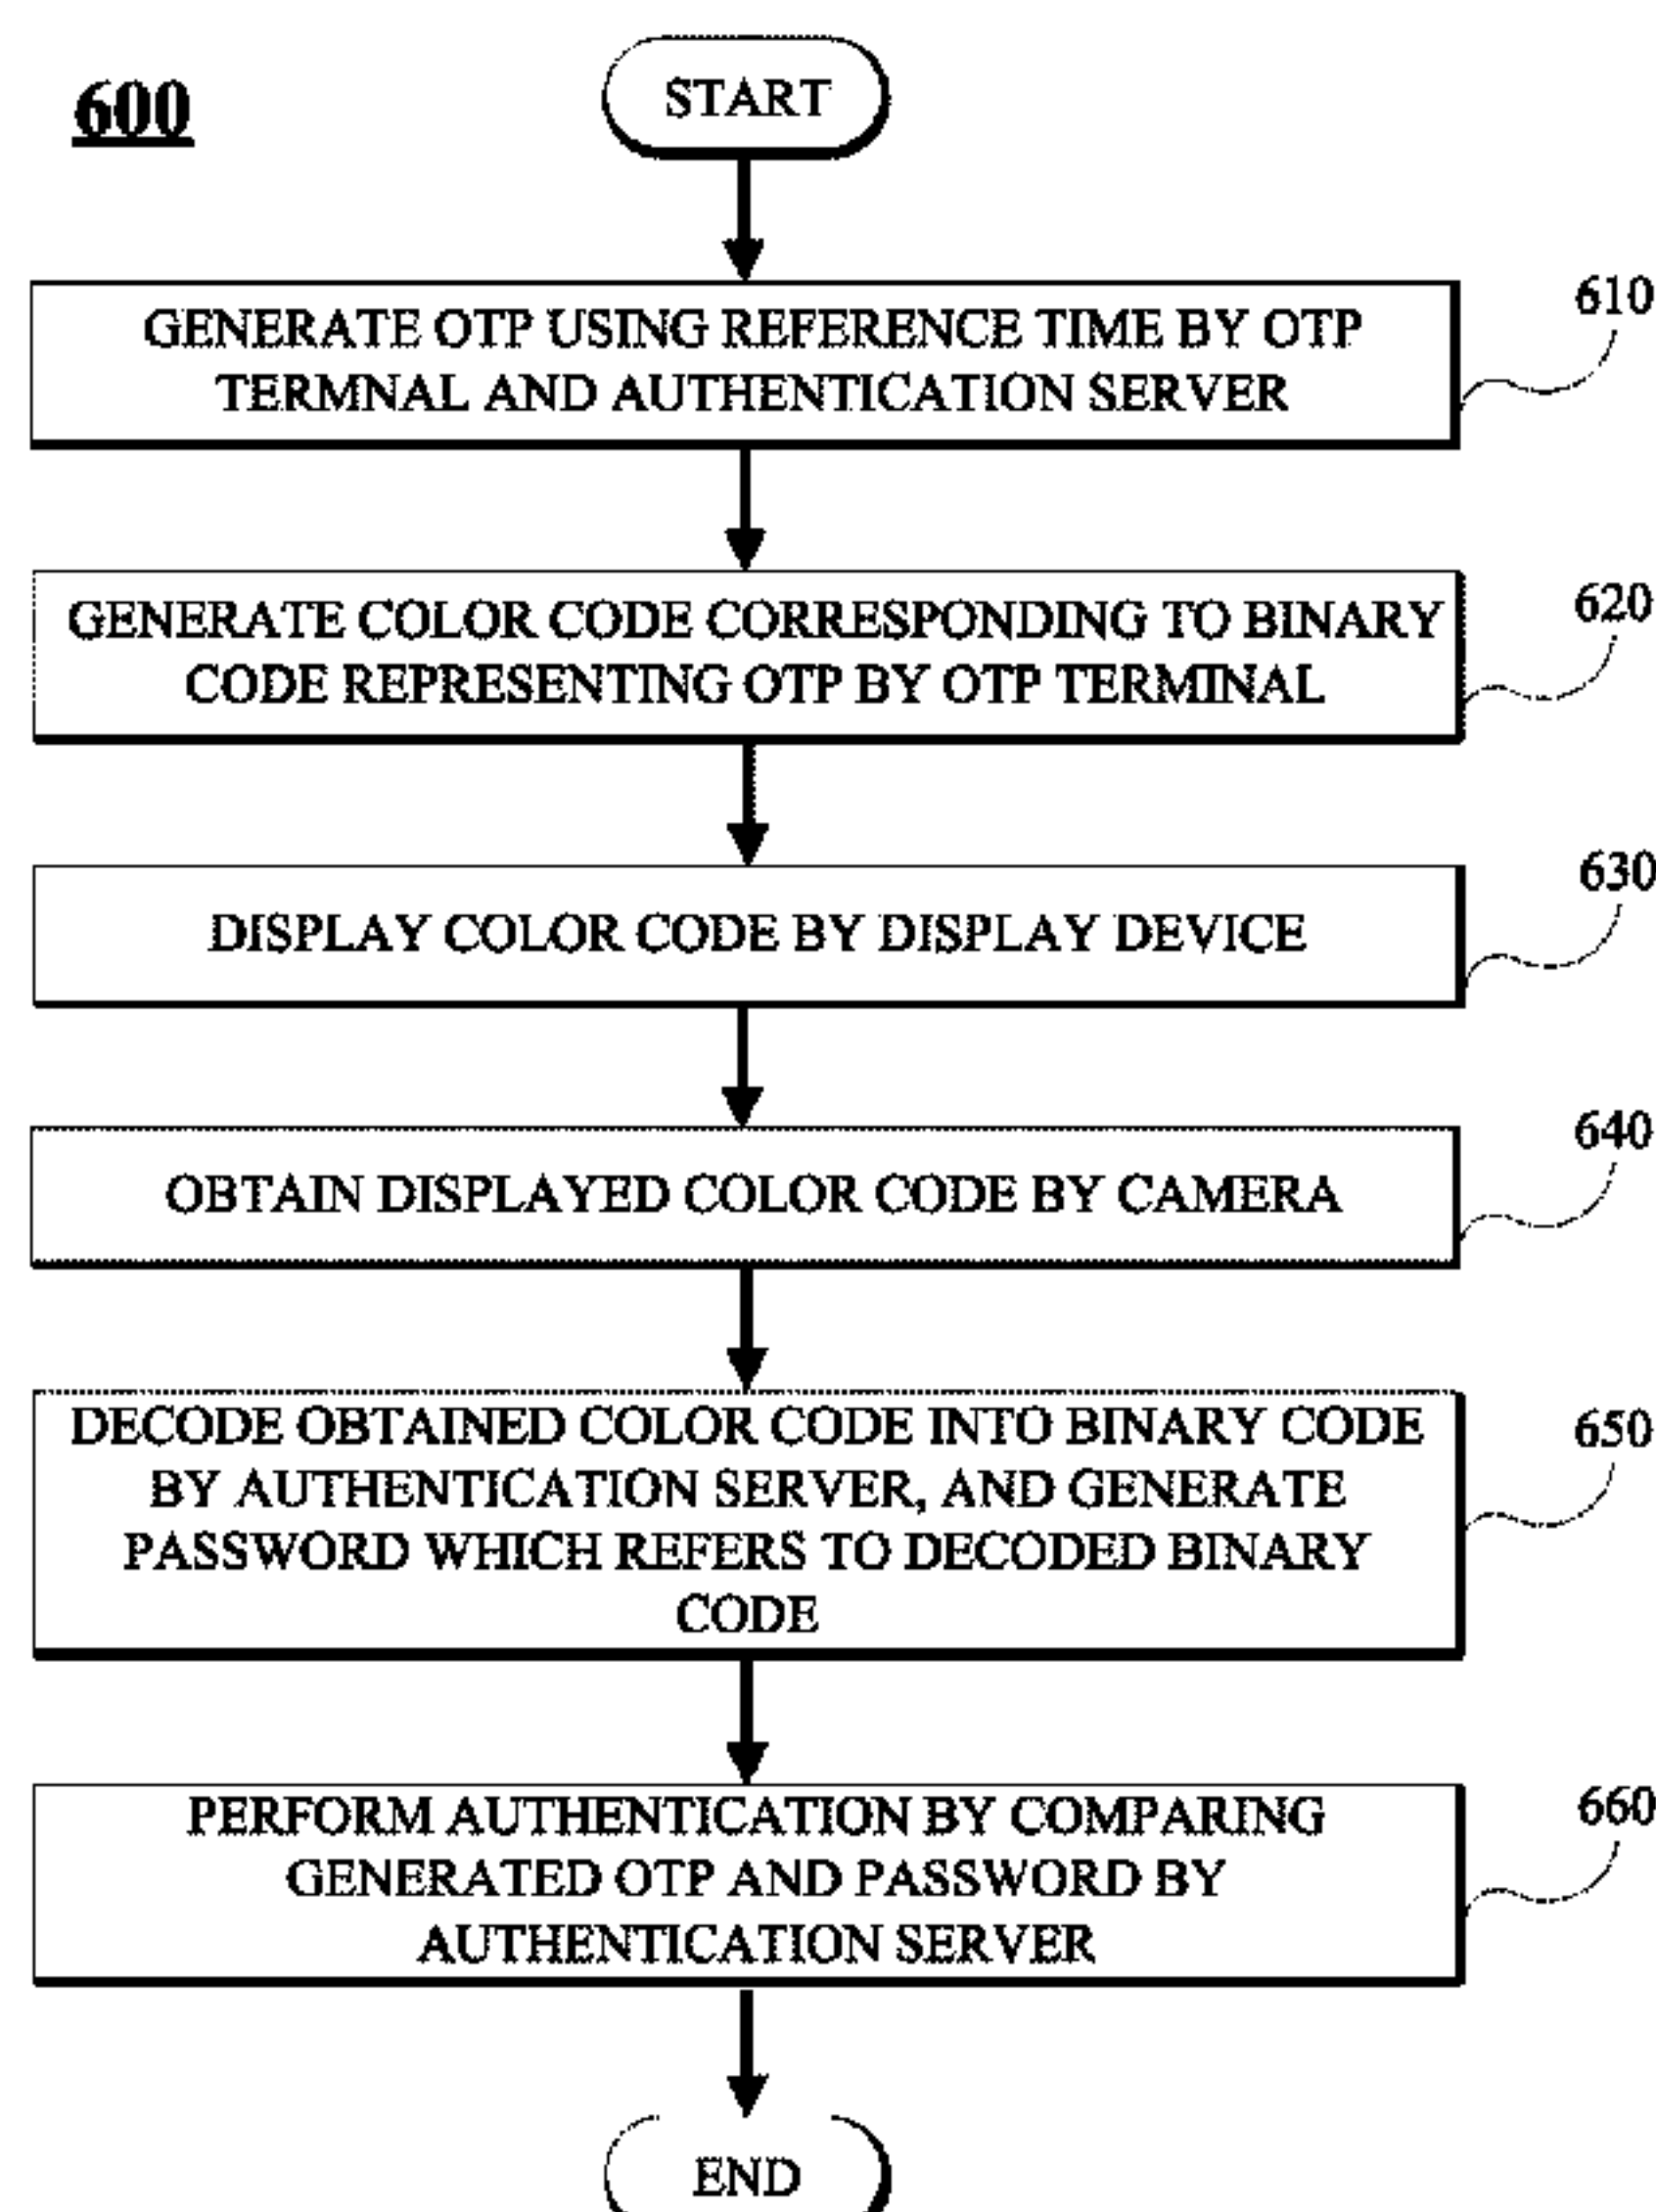 600
START
GENERATE OTP USING REFERENCE TIME BY OTP
TERMNAL AND AUTHENTICATION SERVER
610
GENERATE COLOR CODE CORRESPONDING TO BINARY
CODE REPRESENTING OTP BY OTP TERMINAL
620
DISPLAY COLOR CODE BY DISPLAY DEVICE
630
OBTAIN DISPLAYED COLOR CODE BY CAMERA
640
DECODE OBTAINED COLOR CODE INTO BINARY CODE
BY AUTHENTICATION SERVER, AND GENERATE
PASSWORD WHICH REFERS TO DECODED BINARY
CODE
650
PERFORM AUTHENTICATION BY COMPARING
GENERATED OTP AND PASSWORD BY
AUTHENTICATION SERVER
660
END